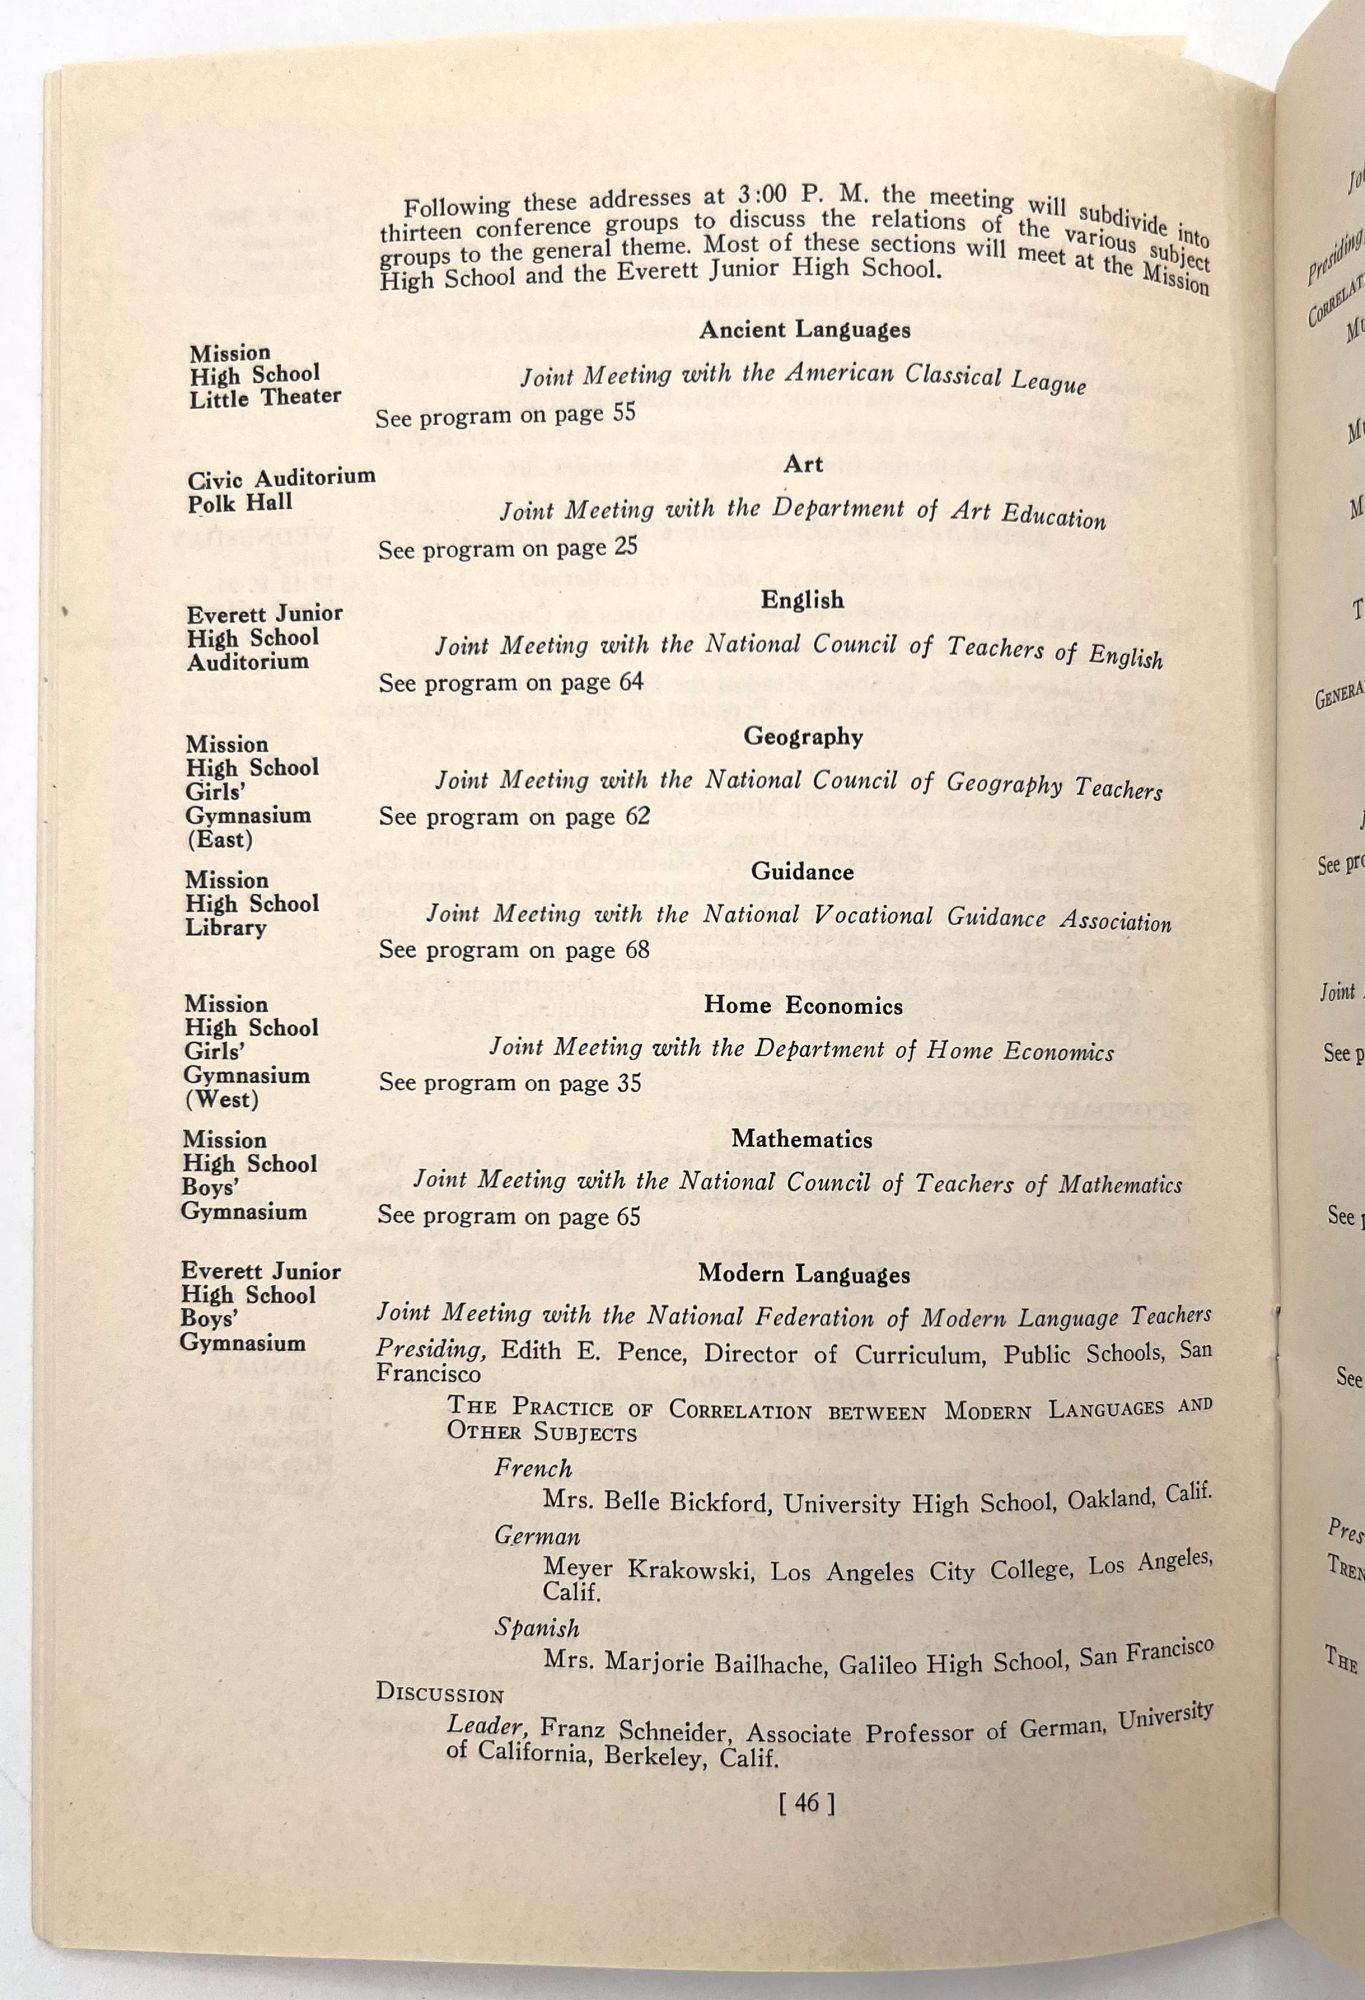 Following these addresses at 3:00 P. M. the meeting will subdivide into
thirteen conference groups to discuss the relations of the various subject
groups to the general theme. Most of these sections will meet at the Mission
High School and the Everett Junior High School.
Ancient Languages
Mission
High School
Little Theater
Joint Meeting with the American Classical League
See program on page 55
Art
Civic Auditorium
Polk Hall
Joint Meeting with the Department of Art Education
See program on page 25
English
Everett Junior
High School
Auditorium
Joint Meeting with the National Council of Teachers of English
See program on page 64
Geography
Mission
High School
Girls'
Gymnasium
(East)
Joint Meeting with the National Council of Geography Teachers
See program on page 62
Guidance
Mission
High School
Library
Joint Meeting with the National Vocational Guidance Association
See program on page 68
Home Economics
Mission
High School
Girls'
Gymnasium
(West)
Joint Meeting with the Department of Home Economics
See program on page 35
Mathematics
Mission
High School
Boys'
Gymnasium
Joint Meeting with the National Council of Teachers of Mathematics
See program on page 65
Modern Languages
Everett Junior
High School
Boys'
Gymnasium
Joint Meeting with the National Federation of Modern Language Teachers
Presiding, Edith E. Pence, Director of Curriculum, Public Schools, San
Francisco
THE PRACTICE OF CORRELATION BETWEEN MODERN LANGUAGES AND
OTHER SUBJECTS
French
Mrs. Belle Bickford, University High School, Oakland, Calif.
German
Meyer Krakowski, Los Angeles City College, Los Angeles,
Calif.
Spanish
Mrs. Marjorie Bailhache, Galileo High School, San Francisco
DISCUSSION
Leader, Franz Schneider, Associate Professor of German, University
of California, Berkeley, Calif.
[ 46 ]
Presiding,
See
Joint
See
See
See
THE